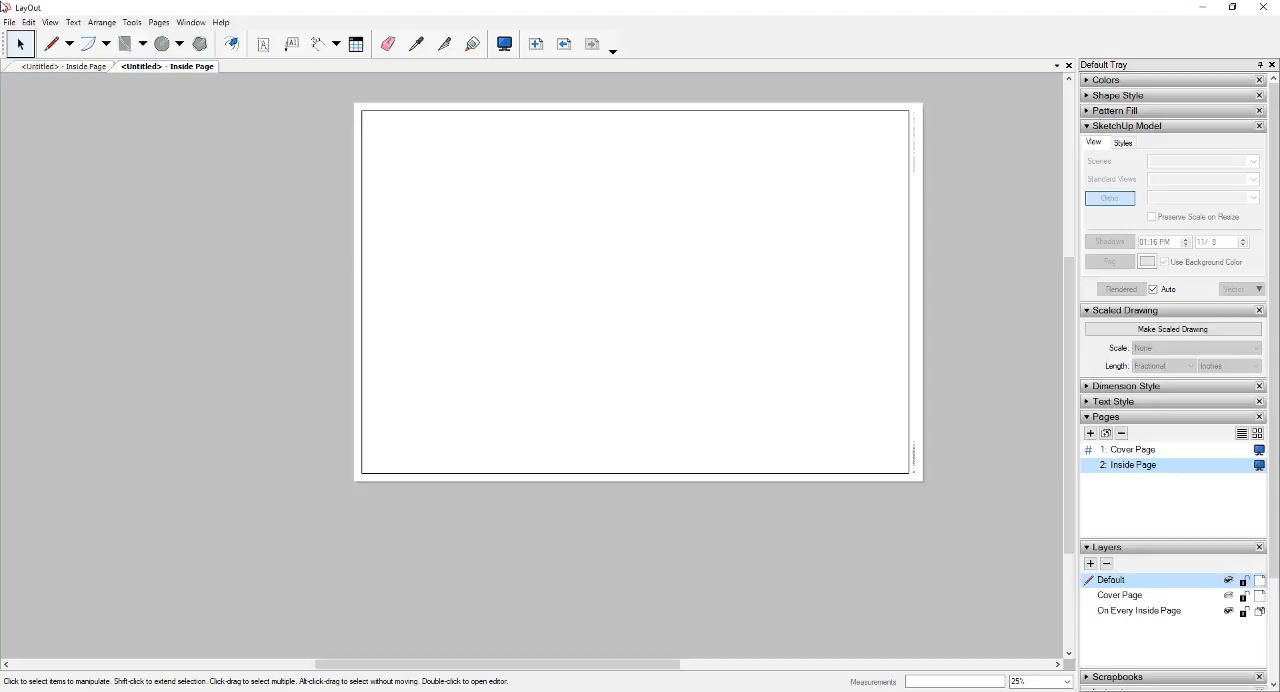 LayOut
File Edit View Text Arrange Tools Pages Window Help
<Untitled> - Inside Page <Untitled> - Inside Page
Default Tray
Colors
Shape Style
Pattern Fill
SketchUp Model
View Styles
Scenes
Standard Views
Ortho
Preserve Scale on Resize
Shadows 01:16 PM 11/ 8
Fog Use Background Color
Rendered Auto Vector
Scaled Drawing
Make Scaled Drawing
Scale: None
Length: Fractional Inches
Dimension Style
Text Style
Pages
# 1: Cover Page
2: Inside Page
Layers
Default
Cover Page
On Every Inside Page
Scrapbooks
Click to select items to manipulate. Shift-click to extend selection. Click-drag to select multiple. Alt-click-drag to select without moving. Double-click to open editor.
Measurements 25%